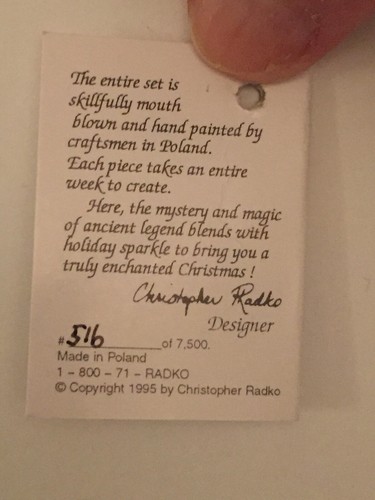 The entire set is
skillfully mouth
blown and hand painted by
craftsmen in Poland.
Each piece takes an entire
week to create.
Here, the mystery and magic
of ancient legend blends with
holiday sparkle to bring you a
truly enchanted Christmas!
Christopher Radko
Designer
# 516 of 7,500.
Made in Poland
1 - 800 - 71 - RADKO
© Copyright 1995 by Christopher Radko